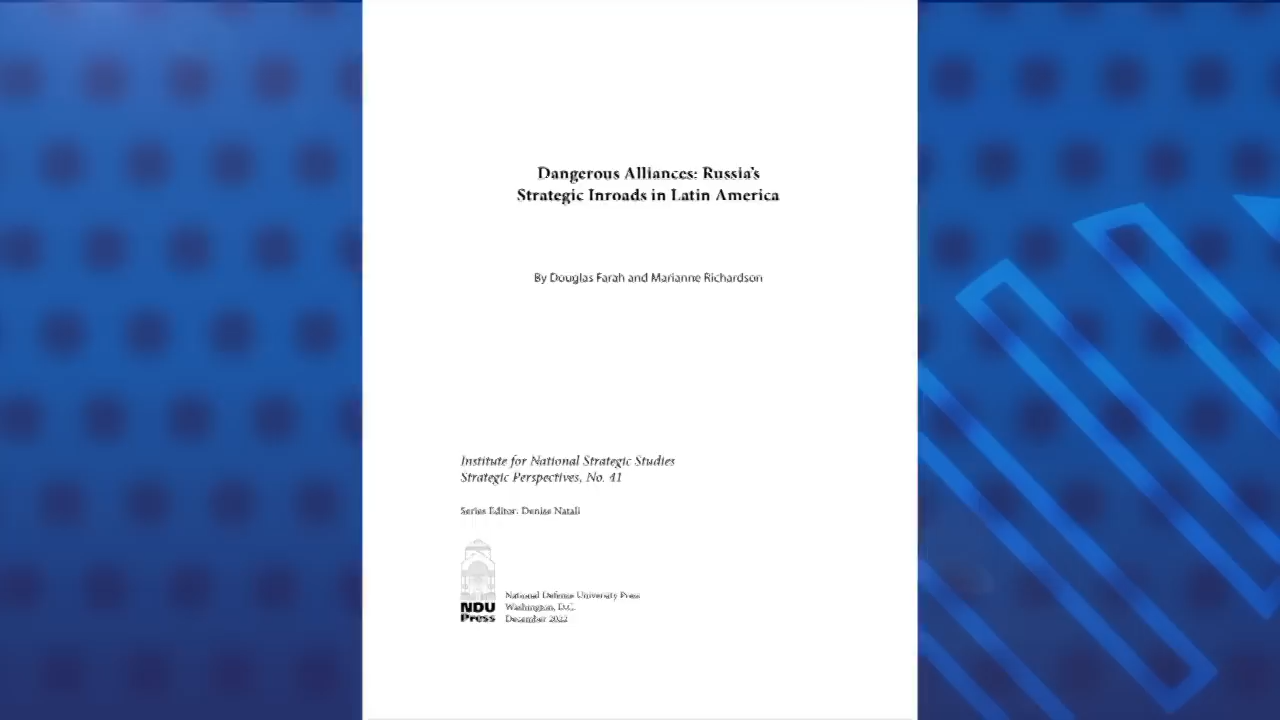 Dangerous Alliances: Russia's
Strategic Inroads in Latin America
By Douglas Farah and Marianne Richardson
Institute for National Strategic Studies
Strategic Perspectives, No. 41
Series Editor: Denise Natali
NDU
Press
National Defense University Press
Washington, D.C.
December 2022